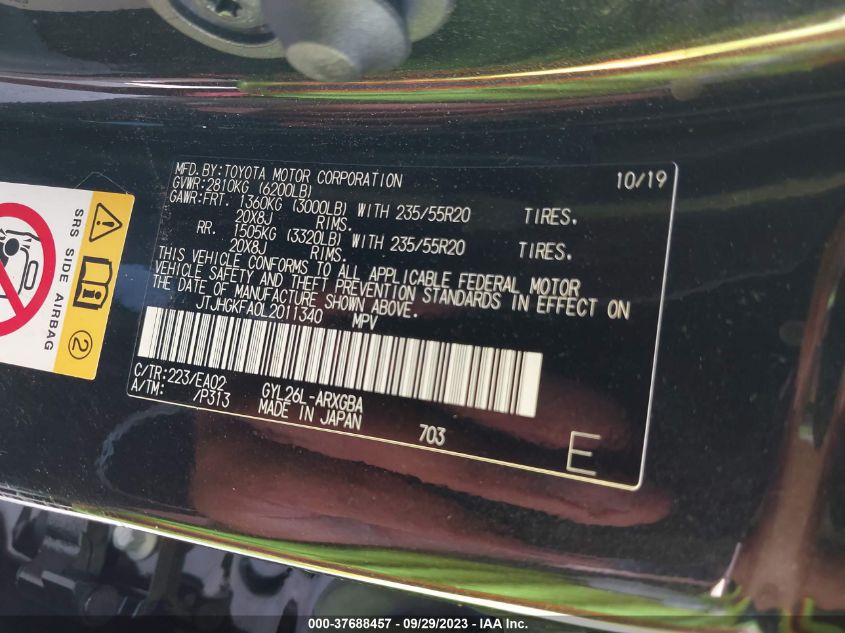 MFD. BY: TOYOTA MOTOR CORPORATION 10/19
GVWR: 2810KG (6200LB)
GAWR: FRT. 1360KG (3000LB) WITH 235/55R20 TIRES.
20X8J RIMS.
RR. 1505KG (3320LB) WITH 235/55R20 TIRES.
20X8J RIMS.
THIS VEHICLE CONFORMS TO ALL APPLICABLE FEDERAL MOTOR
VEHICLE SAFETY AND THEFT PREVENTION STANDARDS IN EFFECT ON
THE DATE OF MANUFACTURE SHOWN ABOVE.
JTJHGKFA0L2011340 MPV
C/TR: 223/EA02 GYL26L-ARXGBA
A/TM: /P313 MADE IN JAPAN 703
E
SRS SIDE AIRBAG
2
000-37688457 - 09/29/2023 - IAA Inc.